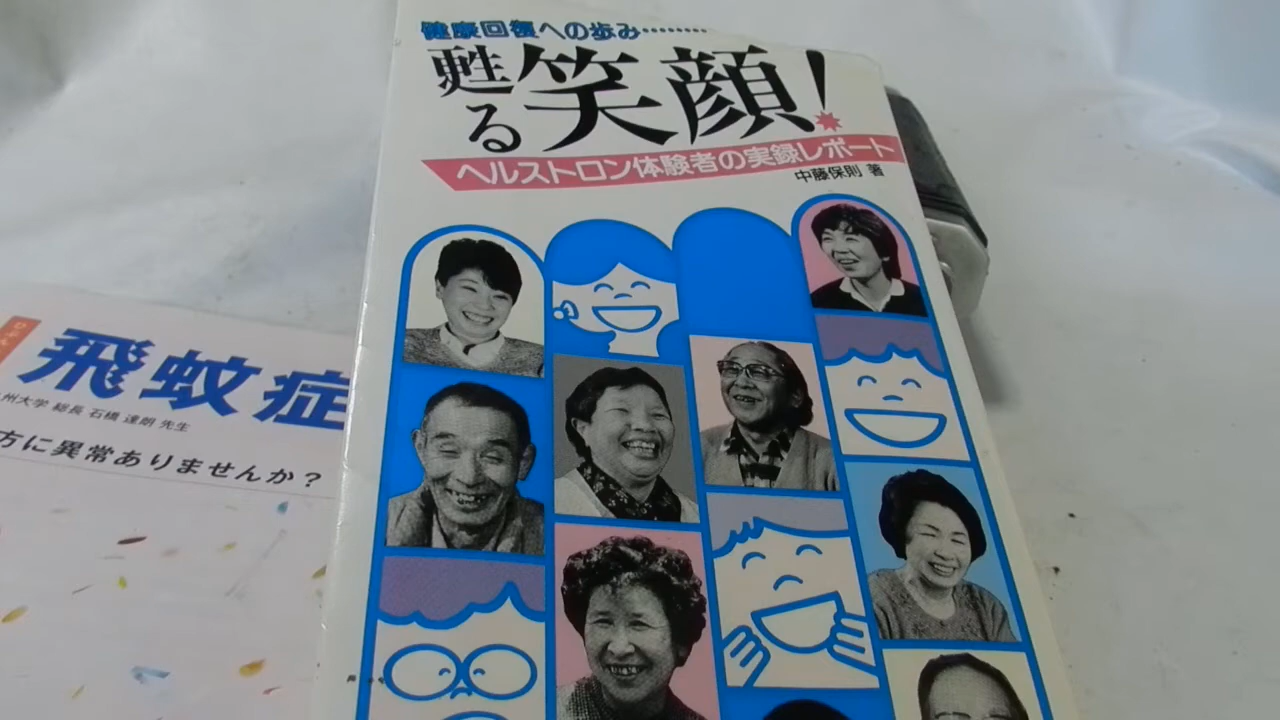 健康回復への歩み………
甦る笑顔!
ヘルストロン体験者の実録レポート
中藤保則 著
飛蚊症
州大学 総長 石橋 達朗 先生
方に異常ありませんか？